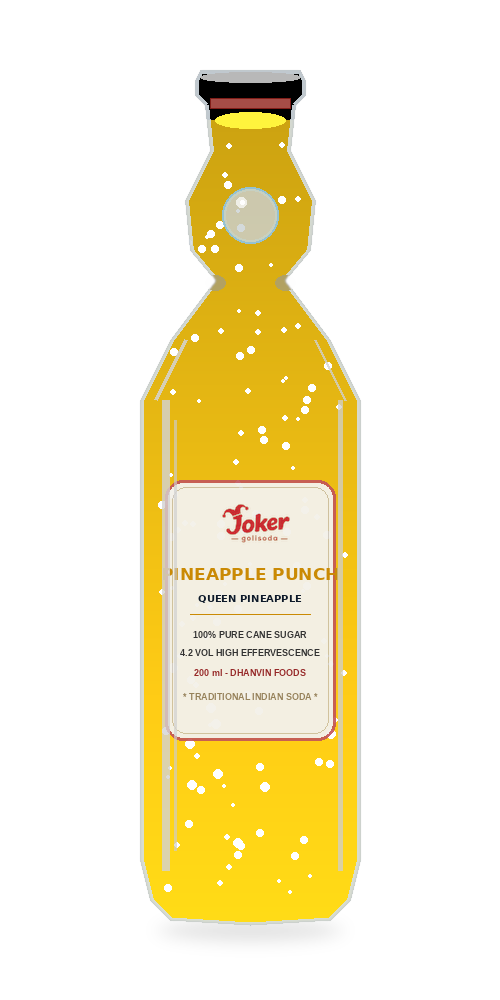 Joker
— golisoda —
PINEAPPLE PUNCH
QUEEN PINEAPPLE
100% PURE CANE SUGAR
4.2 VOL HIGH EFFERVESCENCE
200 ml - DHANVIN FOODS
* TRADITIONAL INDIAN SODA *